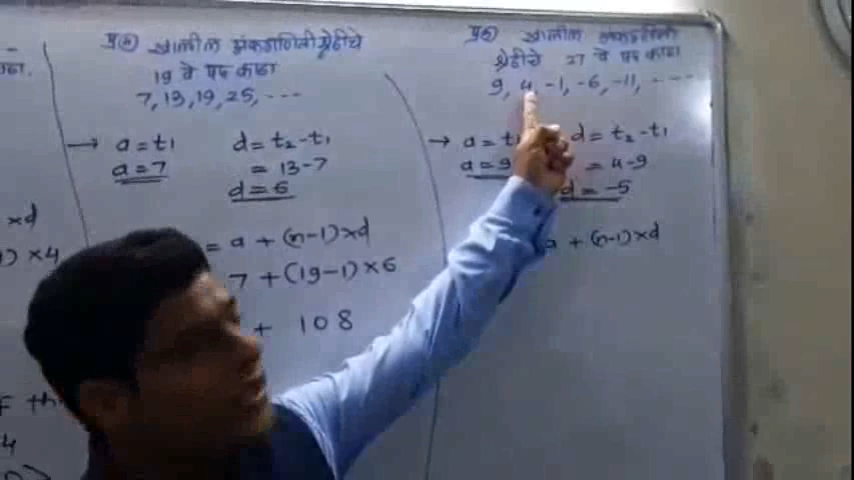 टा.
×d
1) ×4
F th
4
प्र③ खालील अंकगणिती श्रेढीचे
19 वे पद काढा
7, 13, 19, 25, ---
→ a = t₁ d = t₂ - t₁
a = 7 = 13 - 7
d = 6
= a + (n-1)×d
7 + (19-1)×6
+ 108
खालील अंकगणिती
श्रेढीचे 27 वे पद काढा
9, 4, -1, -6, -11, ----
→ a = t₁ d = t₂ - t₁
a = 9 = 4-9
d = -5
a + (n-1)×d